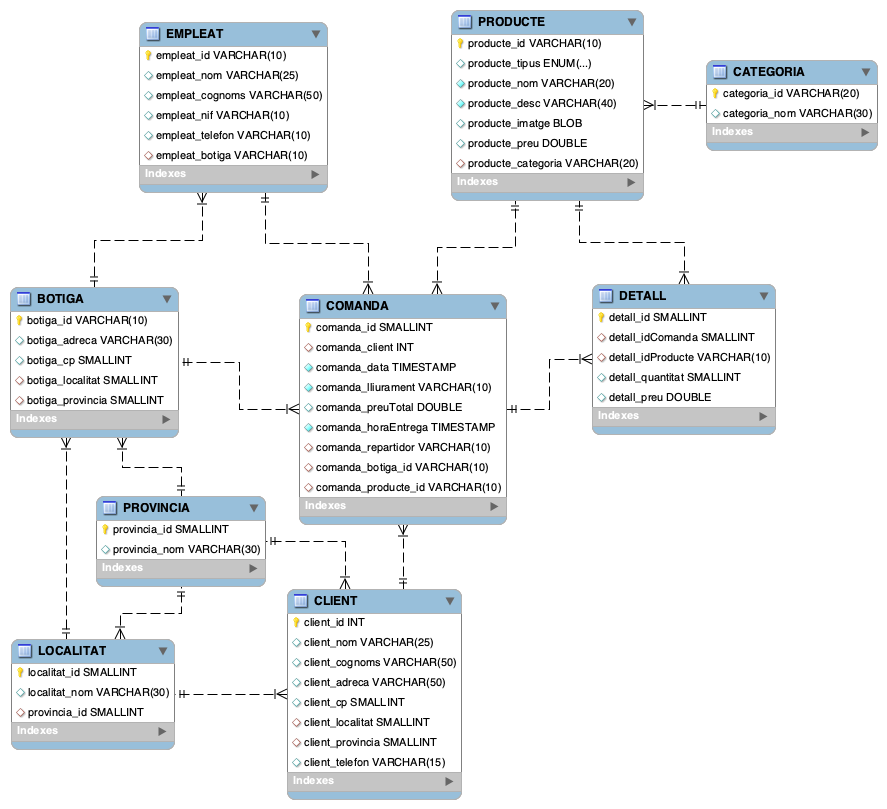 EMPLEAT
empleat_id VARCHAR(10)
empleat_nom VARCHAR(25)
empleat_cognoms VARCHAR(50)
empleat_nif VARCHAR(10)
empleat_telefon VARCHAR(10)
empleat_botiga VARCHAR(10)
Indexes
PRODUCTE
producte_id VARCHAR(10)
producte_tipus ENUM(...)
producte_nom VARCHAR(20)
producte_desc VARCHAR(40)
producte_imatge BLOB
producte_preu DOUBLE
producte_categoria VARCHAR(20)
Indexes
CATEGORIA
categoria_id VARCHAR(20)
categoria_nom VARCHAR(30)
Indexes
BOTIGA
botiga_id VARCHAR(10)
botiga_adreca VARCHAR(30)
botiga_cp SMALLINT
botiga_localitat SMALLINT
botiga_provincia SMALLINT
Indexes
COMANDA
comanda_id SMALLINT
comanda_client INT
comanda_data TIMESTAMP
comanda_lliurament VARCHAR(10)
comanda_preuTotal DOUBLE
comanda_horaEntrega TIMESTAMP
comanda_repartidor VARCHAR(10)
comanda_botiga_id VARCHAR(10)
comanda_producte_id VARCHAR(10)
Indexes
DETALL
detall_id SMALLINT
detall_idComanda SMALLINT
detall_idProducte VARCHAR(10)
detall_quantitat SMALLINT
detall_preu DOUBLE
Indexes
PROVINCIA
provincia_id SMALLINT
provincia_nom VARCHAR(30)
Indexes
LOCALITAT
localitat_id SMALLINT
localitat_nom VARCHAR(30)
provincia_id SMALLINT
Indexes
CLIENT
client_id INT
client_nom VARCHAR(25)
client_cognoms VARCHAR(50)
client_adreca VARCHAR(50)
client_cp SMALLINT
client_localitat SMALLINT
client_provincia SMALLINT
client_telefon VARCHAR(15)
Indexes